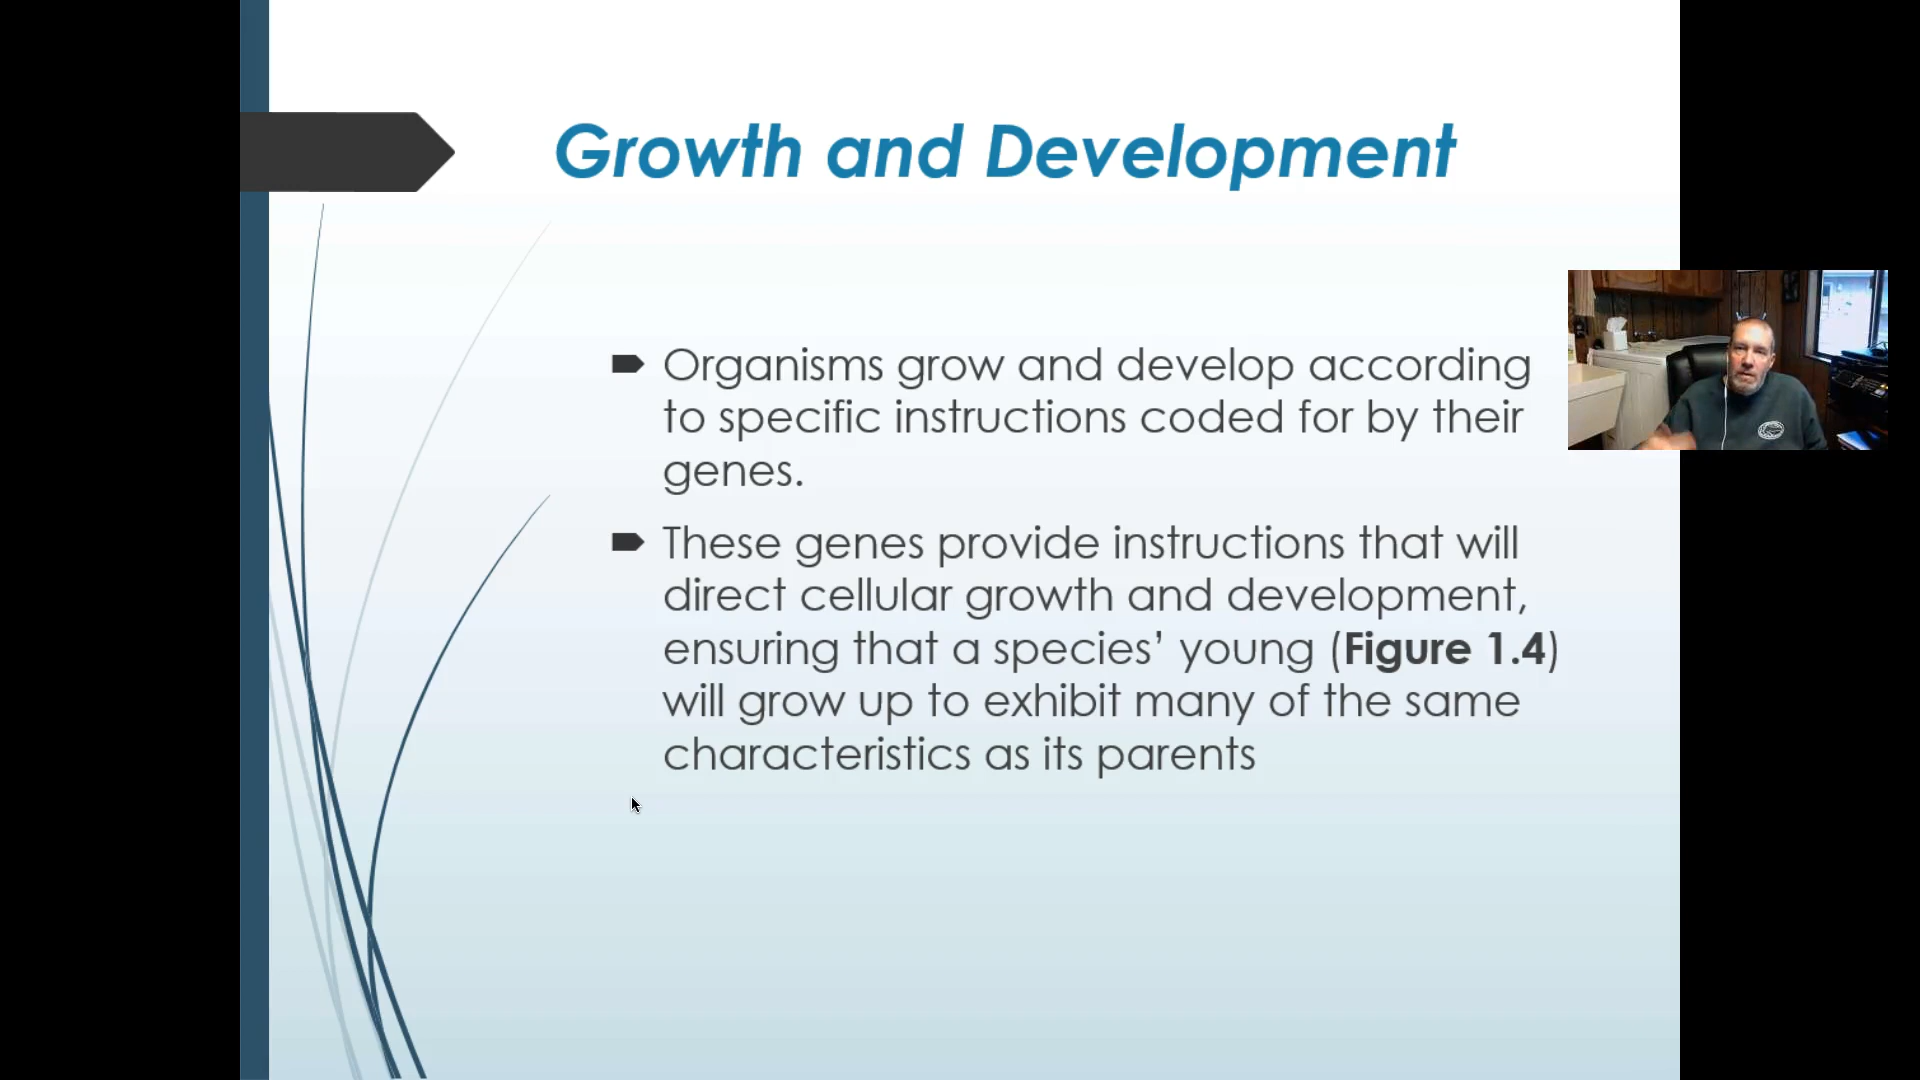 Growth and Development
Organisms grow and develop according
to specific instructions coded for by their
genes.
These genes provide instructions that will
direct cellular growth and development,
ensuring that a species’ young (Figure 1.4)
will grow up to exhibit many of the same
characteristics as its parents